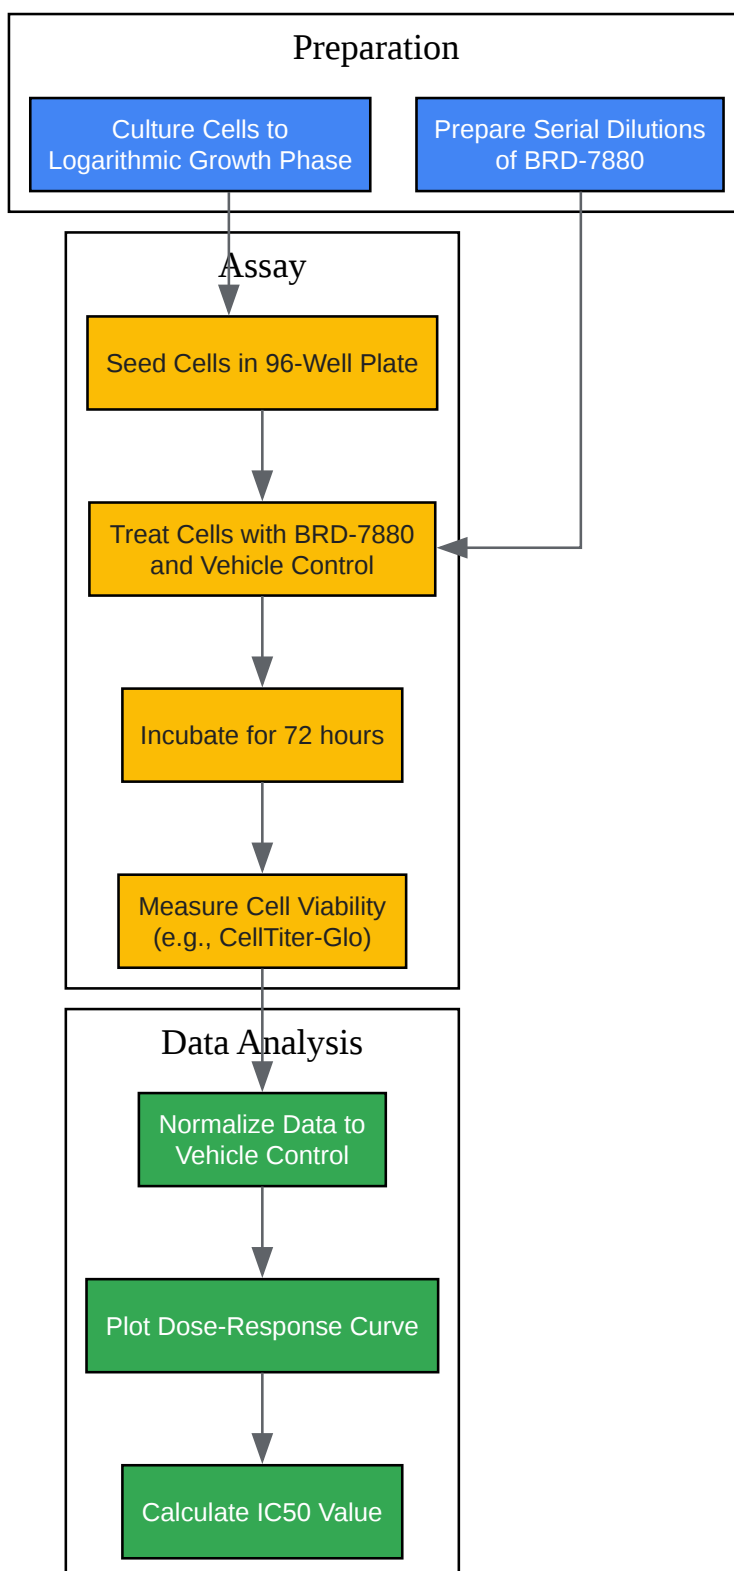 Preparation
Culture Cells to
Logarithmic Growth Phase
Prepare Serial Dilutions
of BRD-7880
Assay
Seed Cells in 96-Well Plate
Treat Cells with BRD-7880
and Vehicle Control
Incubate for 72 hours
Measure Cell Viability
(e.g., CellTiter-Glo)
Data Analysis
Normalize Data to
Vehicle Control
Plot Dose-Response Curve
Calculate IC50 Value